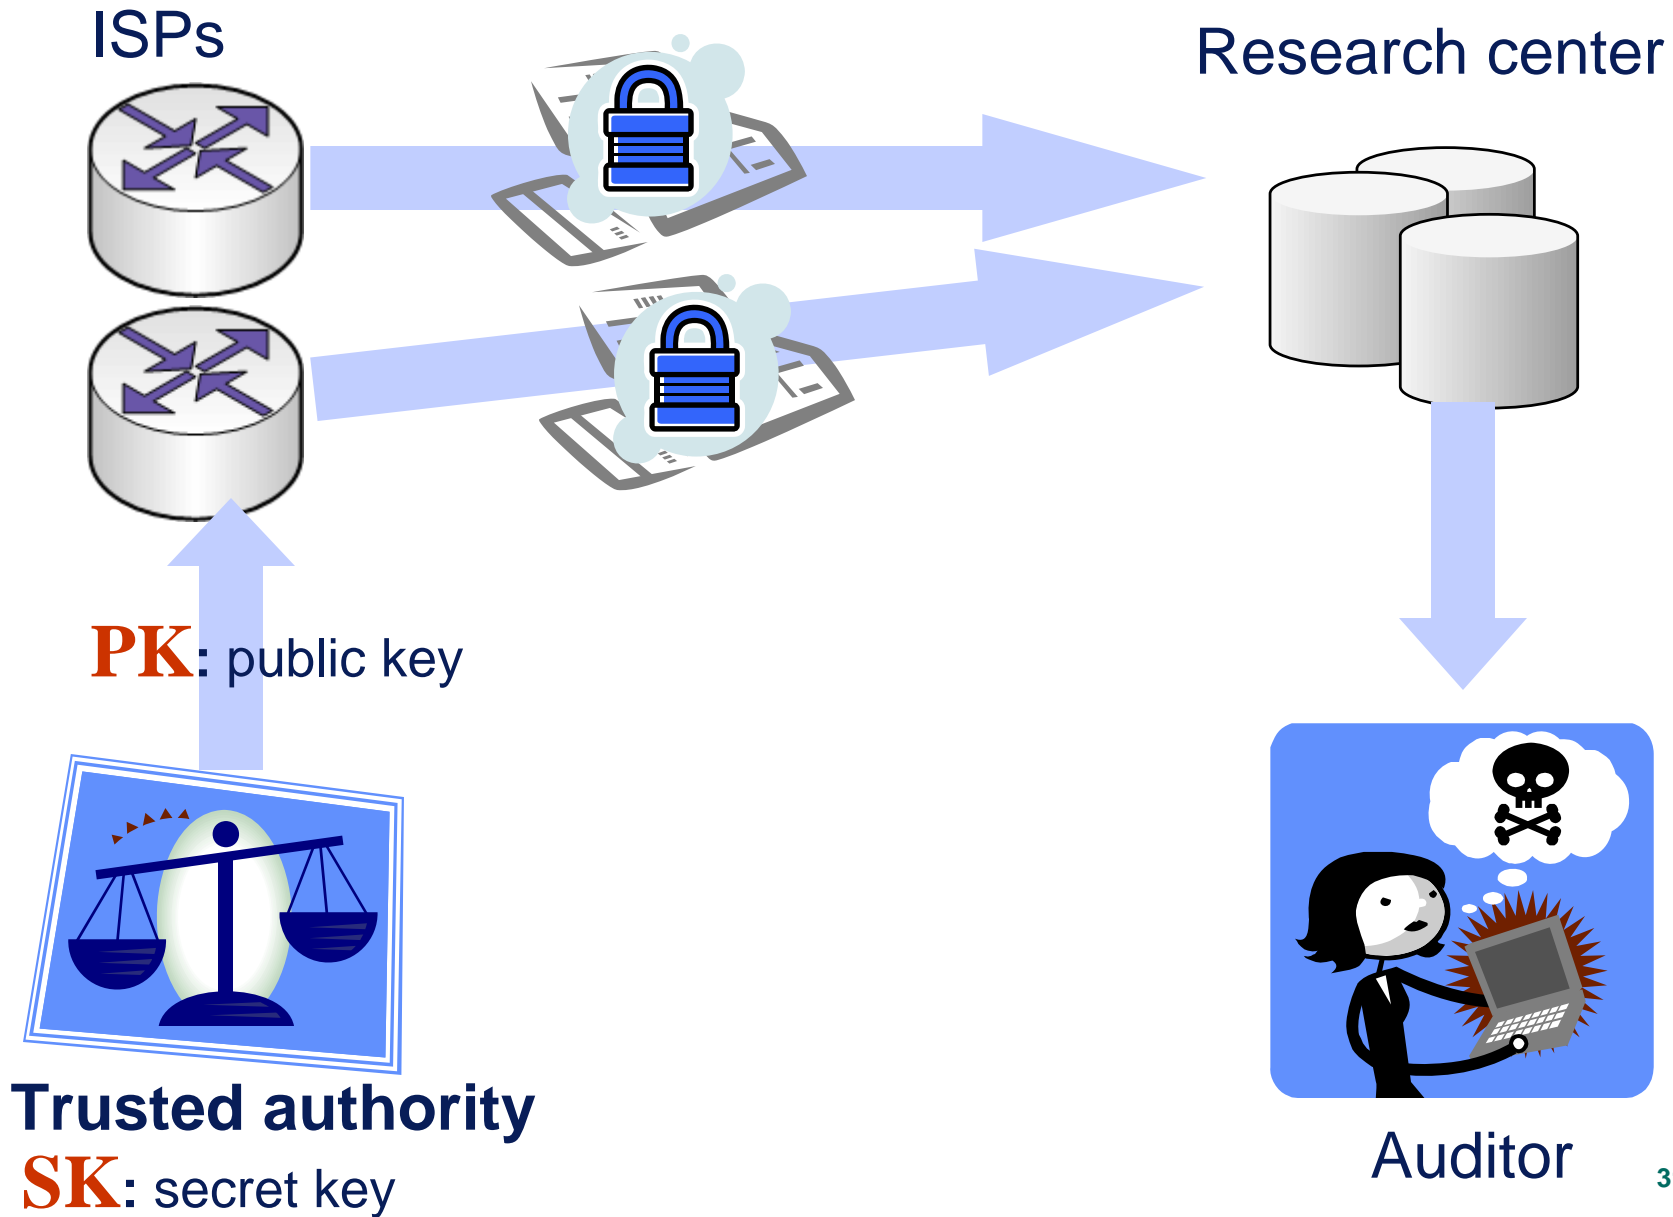 ISPs
Research center
PK: public key
Trusted authority
SK: secret key
Auditor
3